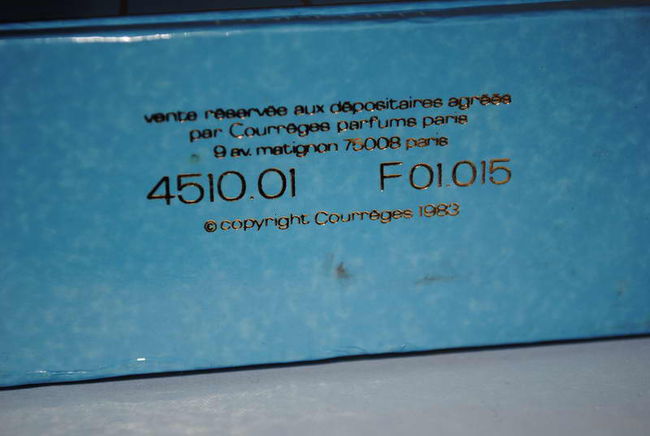 vente réservée aux dépositaires agréés
par Courrèges parfums paris
9 av. matignon 75008 paris
4510.01 F01.015
© copyright Courrèges 1983